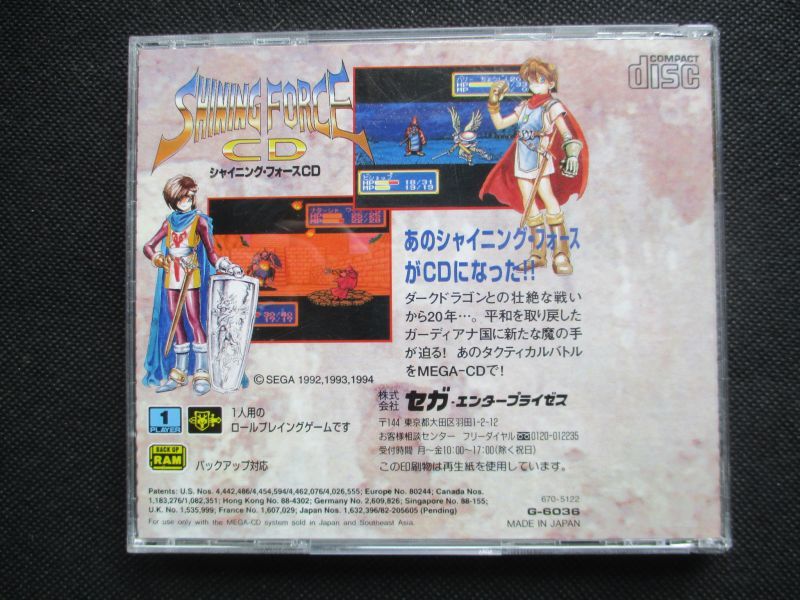 SHINING FORCE
CD
シャイニング・フォースCD
COMPACT
disc
HP
MP
ビショップ
HP 18/31
MP 19/19
あのシャイニング・フォース
がCDになった!!
ダークドラゴンとの壮絶な戦い
から20年…。平和を取り戻した
ガーディアナ国に新たな魔の手
が迫る! あのタクティカルバトル
をMEGA-CDで!
©SEGA 1992,1993,1994
株式会社 セガ・エンタープライゼス
〒144 東京都大田区羽田1-2-12
お客様相談センター フリーダイヤル 0120-012235
受付時間 月〜金10:00〜17:00(除く祝日)
この印刷物は再生紙を使用しています。
1
PLAYER
1人用の
ロールプレイングゲームです
BACK UP
RAM
バックアップ対応
Patents: U.S. Nos. 4,442,486/4,454,594/4,462,076/4,026,555; Europe No. 80244; Canada Nos.
1,183,276/1,082,351; Hong Kong No. 88-4302; Germany No. 2,609,826; Singapore No. 88-155;
U.K. No. 1,535,999; France No. 1,607,029; Japan Nos. 1,632,396/82-205605 (Pending)
For use only with the MEGA-CD system sold in Japan and Southeast Asia.
670-5122
G-6036
MADE IN JAPAN